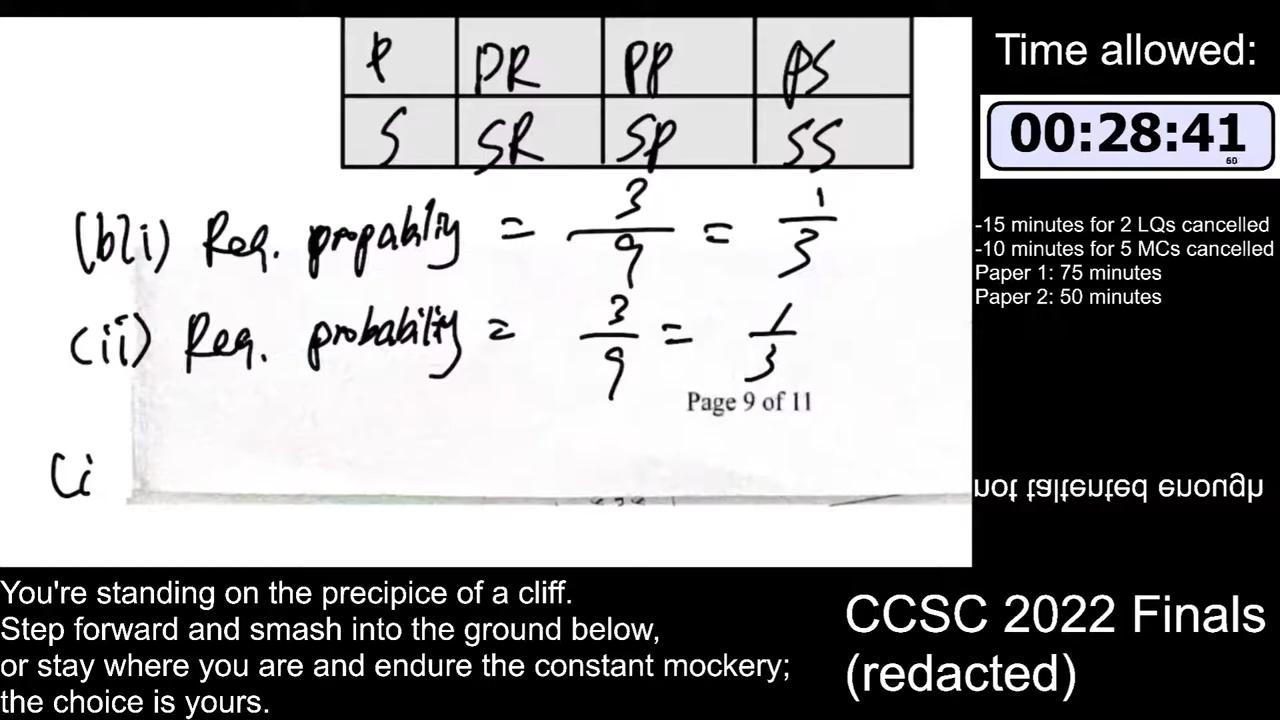 P PR PP PS
S SR SP SS
(b)(i) Req. propabliy = 3/9 = 1/3
(ii) Req. probability = 3/9 = 1/3
Page 9 of 11
(i
Time allowed:
00:28:41
60
-15 minutes for 2 LQs cancelled
-10 minutes for 5 MCs cancelled
Paper 1: 75 minutes
Paper 2: 50 minutes
not taltented enough
You're standing on the precipice of a cliff.
Step forward and smash into the ground below,
or stay where you are and endure the constant mockery;
the choice is yours.
CCSC 2022 Finals
(redacted)